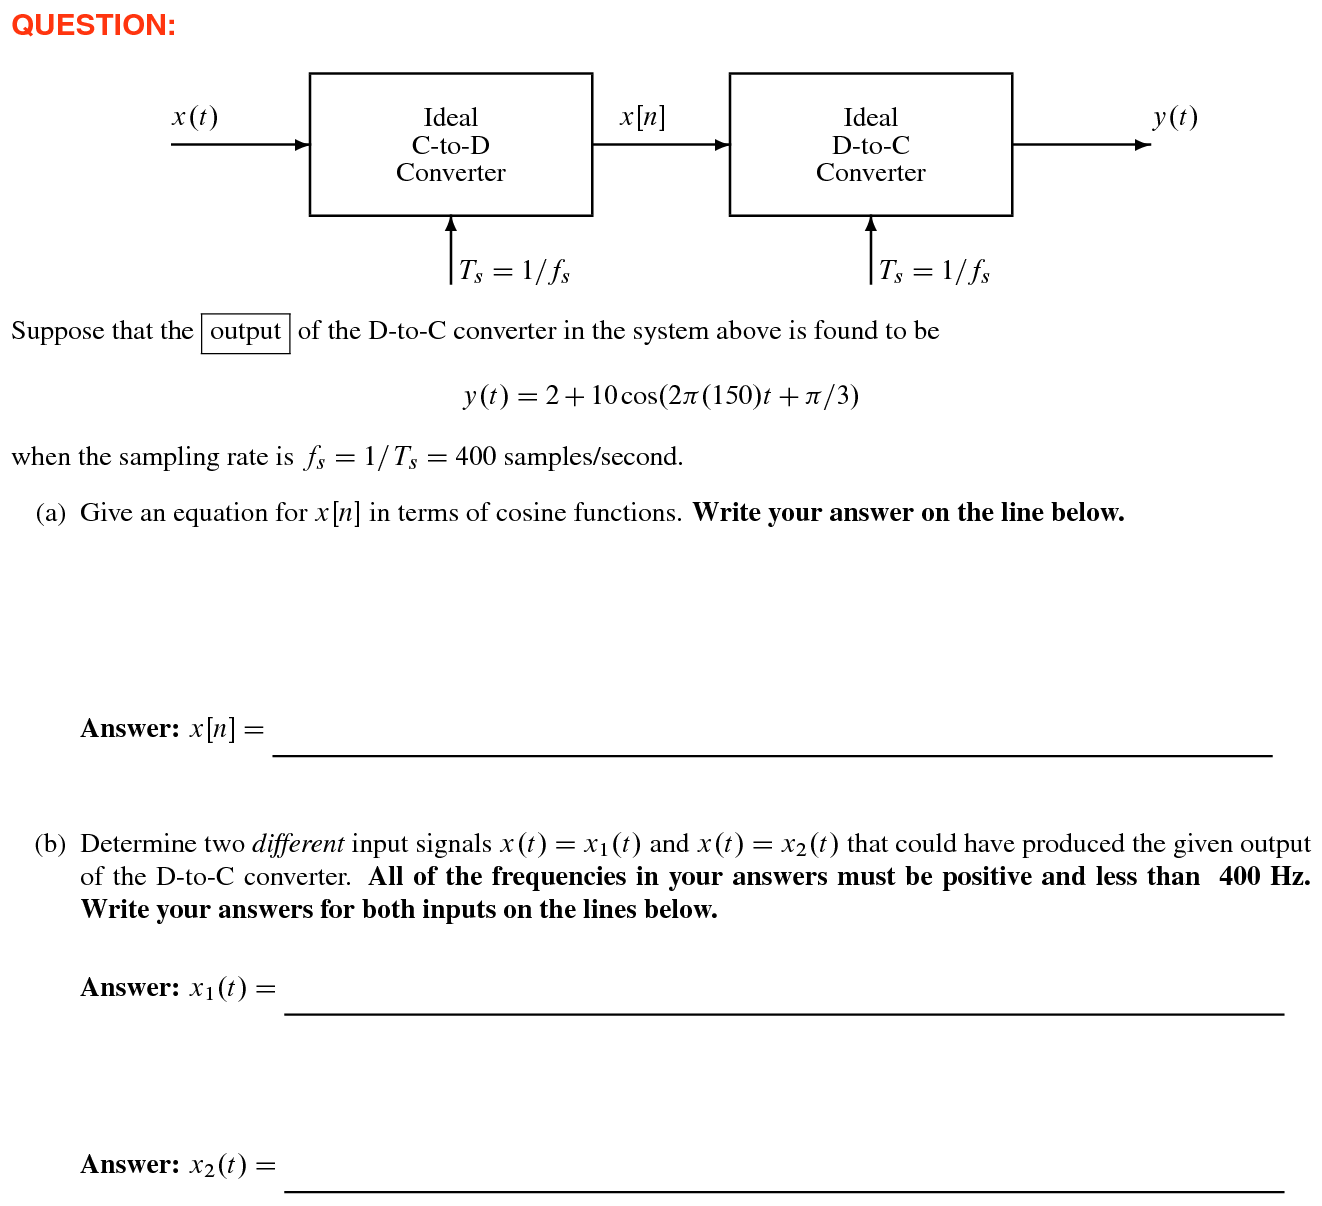 QUESTION:
x(t)
Ideal
C-to-D
Converter
x[n]
Ideal
D-to-C
Converter
y(t)
T_s = 1/f_s
T_s = 1/f_s
Suppose that the output of the D-to-C converter in the system above is found to be
y(t) = 2 + 10 cos(2π(150)t + π/3)
when the sampling rate is f_s = 1/T_s = 400 samples/second.
(a) Give an equation for x[n] in terms of cosine functions. Write your answer on the line below.
Answer: x[n] =
(b) Determine two different input signals x(t) = x_1(t) and x(t) = x_2(t) that could have produced the given output
of the D-to-C converter. All of the frequencies in your answers must be positive and less than 400 Hz.
Write your answers for both inputs on the lines below.
Answer: x_1(t) =
Answer: x_2(t) =